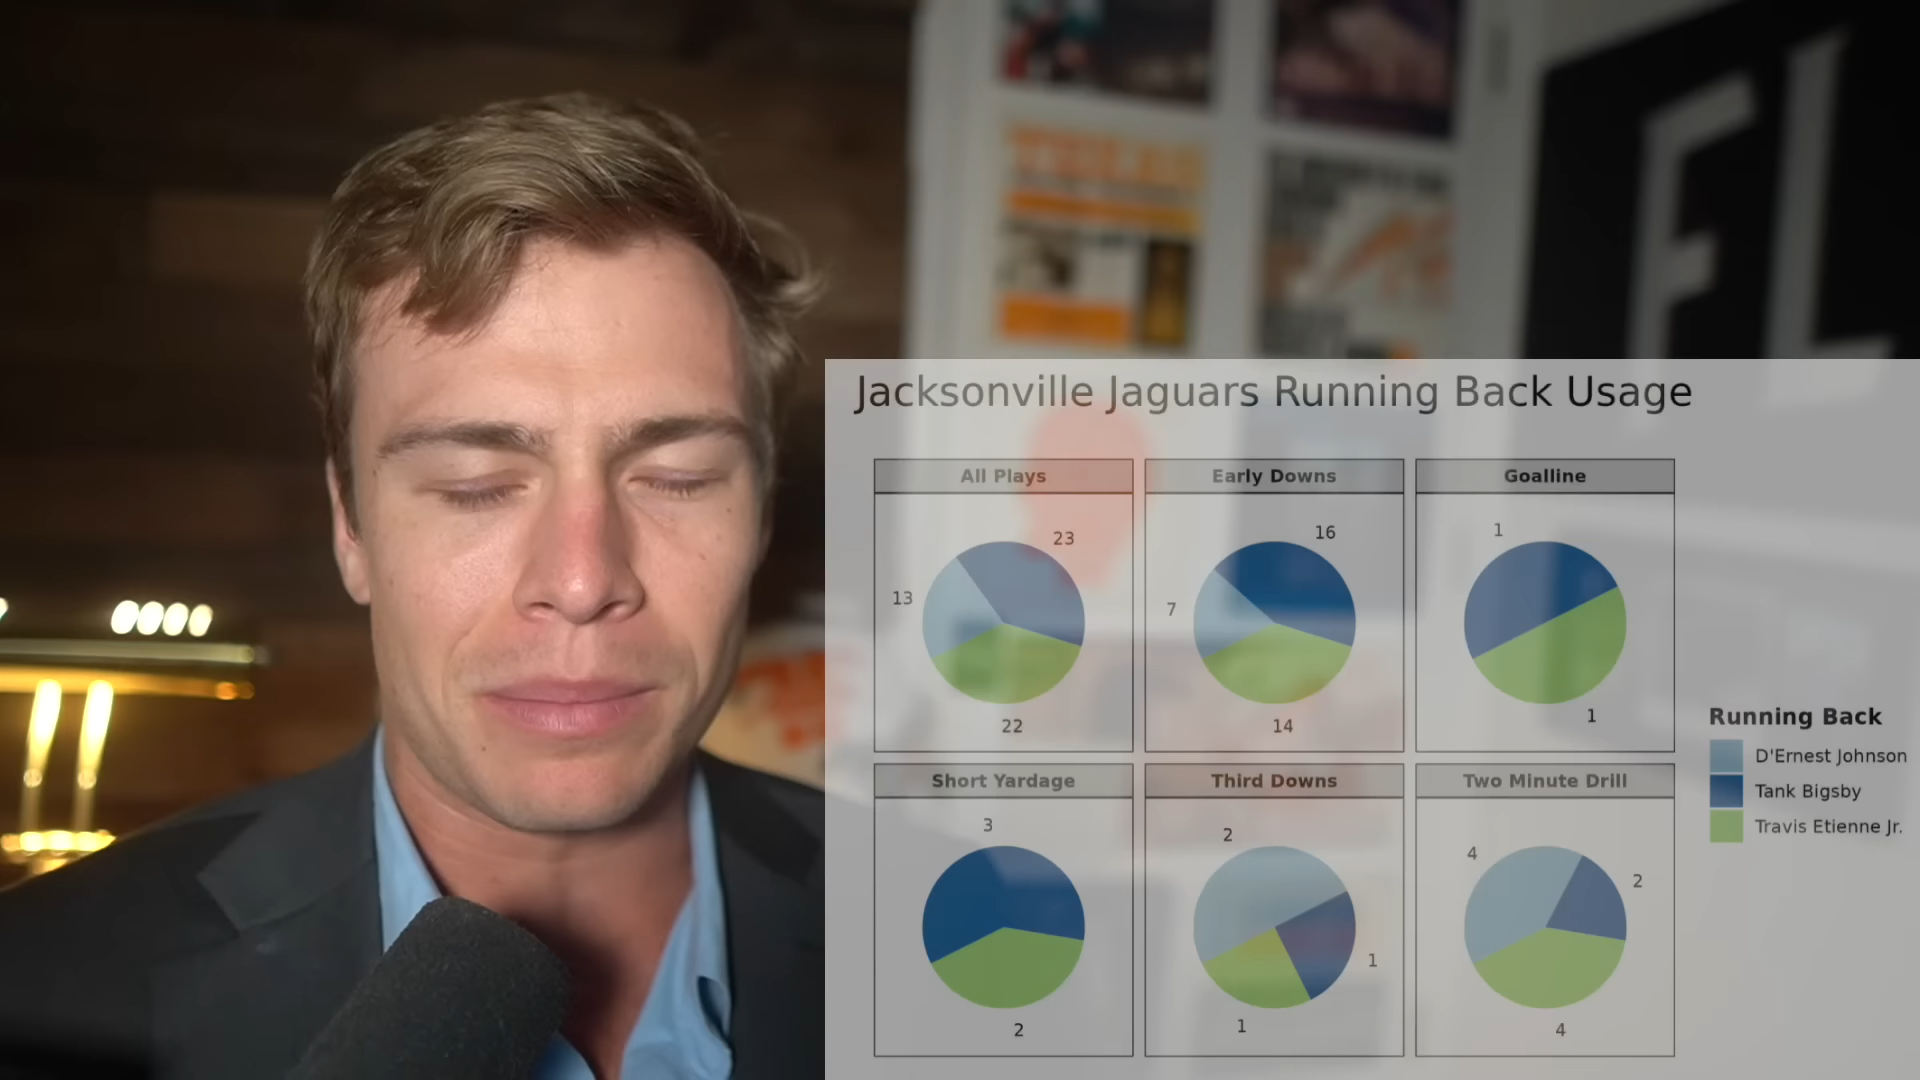 FL
Jacksonville Jaguars Running Back Usage
All Plays
23
13
22
Early Downs
16
7
14
Goalline
1
1
Short Yardage
3
2
Third Downs
2
1
1
Two Minute Drill
4
2
4
Running Back
D'Ernest Johnson
Tank Bigsby
Travis Etienne Jr.